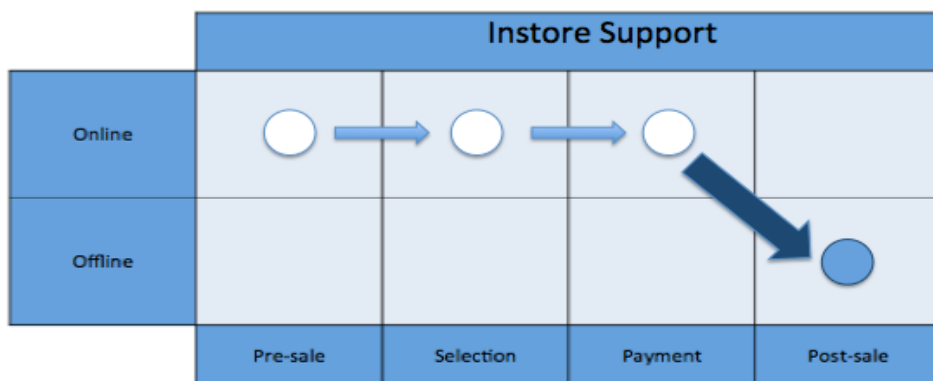 Instore Support
Online
Offline
Pre-sale
Selection
Payment
Post-sale